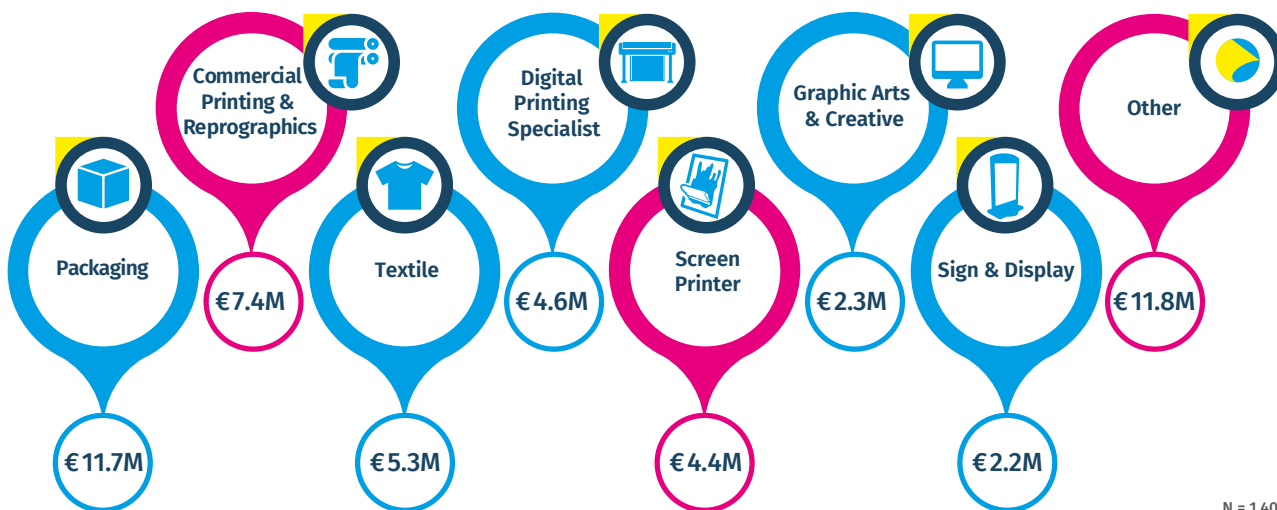 Packaging
€11.7M
Commercial
Printing &
Reprographics
€7.4M
Textile
€5.3M
Digital
Printing
Specialist
€4.6M
Screen
Printer
€4.4M
Graphic Arts
& Creative
€2.3M
Sign & Display
€2.2M
Other
€11.8M
N =